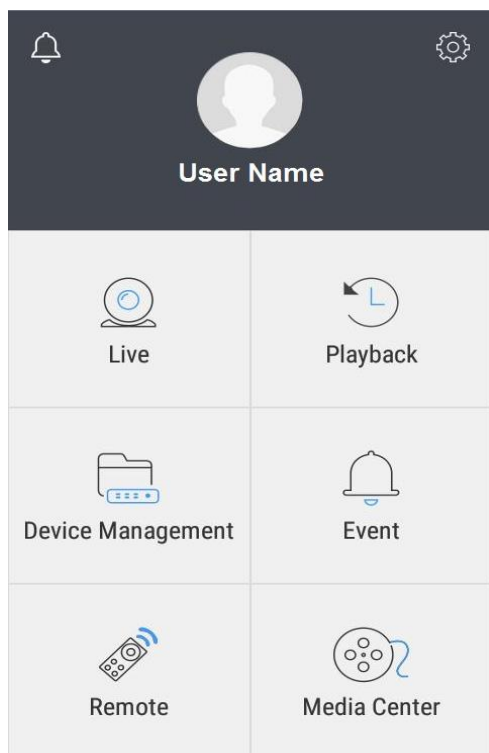 User Name
Live
Playback
Device Management
Event
Remote
Media Center